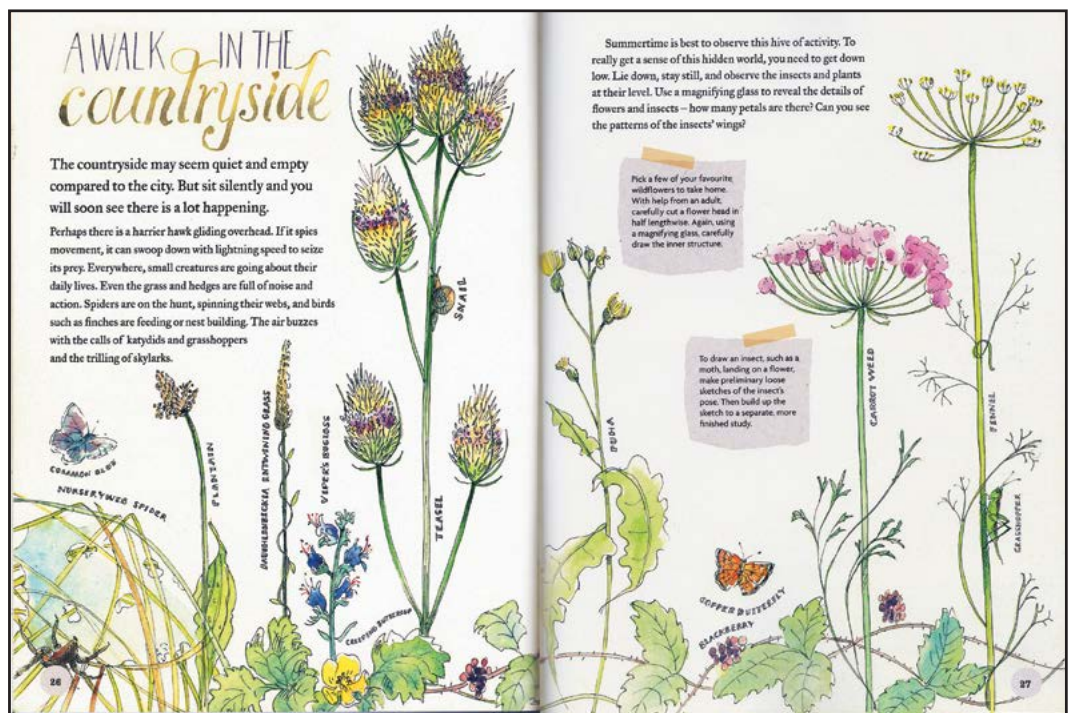 A WALK IN THE
countryside
The countryside may seem quiet and empty
compared to the city. But sit silently and you
will soon see there is a lot happening.
Perhaps there is a harrier hawk gliding overhead. If it spies
movement, it can swoop down with lightning speed to seize
its prey. Everywhere, small creatures are going about their
daily lives. Even the grass and hedges are full of noise and
action. Spiders are on the hunt, spinning their webs, and birds
such as finches are feeding or nest building. The air buzzes
with the calls of katydids and grasshoppers
and the trilling of skylarks.
SNAIL
COMMON BLUE
NURSERYWEB SPIDER
PLANTAIN
ENTWINING GRASS
VIPER'S BUGLOSS
TEASEL
CREEPING BUTTERCUP
26
Summertime is best to observe this hive of activity. To
really get a sense of this hidden world, you need to get down
low. Lie down, stay still, and observe the insects and plants
at their level. Use a magnifying glass to reveal the details of
flowers and insects – how many petals are there? Can you see
the patterns of the insects' wings?
Pick a few of your favourite
wildflowers to take home.
With help from an adult,
carefully cut a flower head in
half lengthwise. Again, using
a magnifying glass, carefully
draw the inner structure.
To draw an insect, such as a
moth, landing on a flower,
make preliminary loose
sketches of the insect's
pose. Then build up the
sketch to a separate, more
finished study.
PUHA
CARROT WEED
FENNEL
GRASSHOPPER
COPPER BUTTERFLY
BLACKBERRY
27